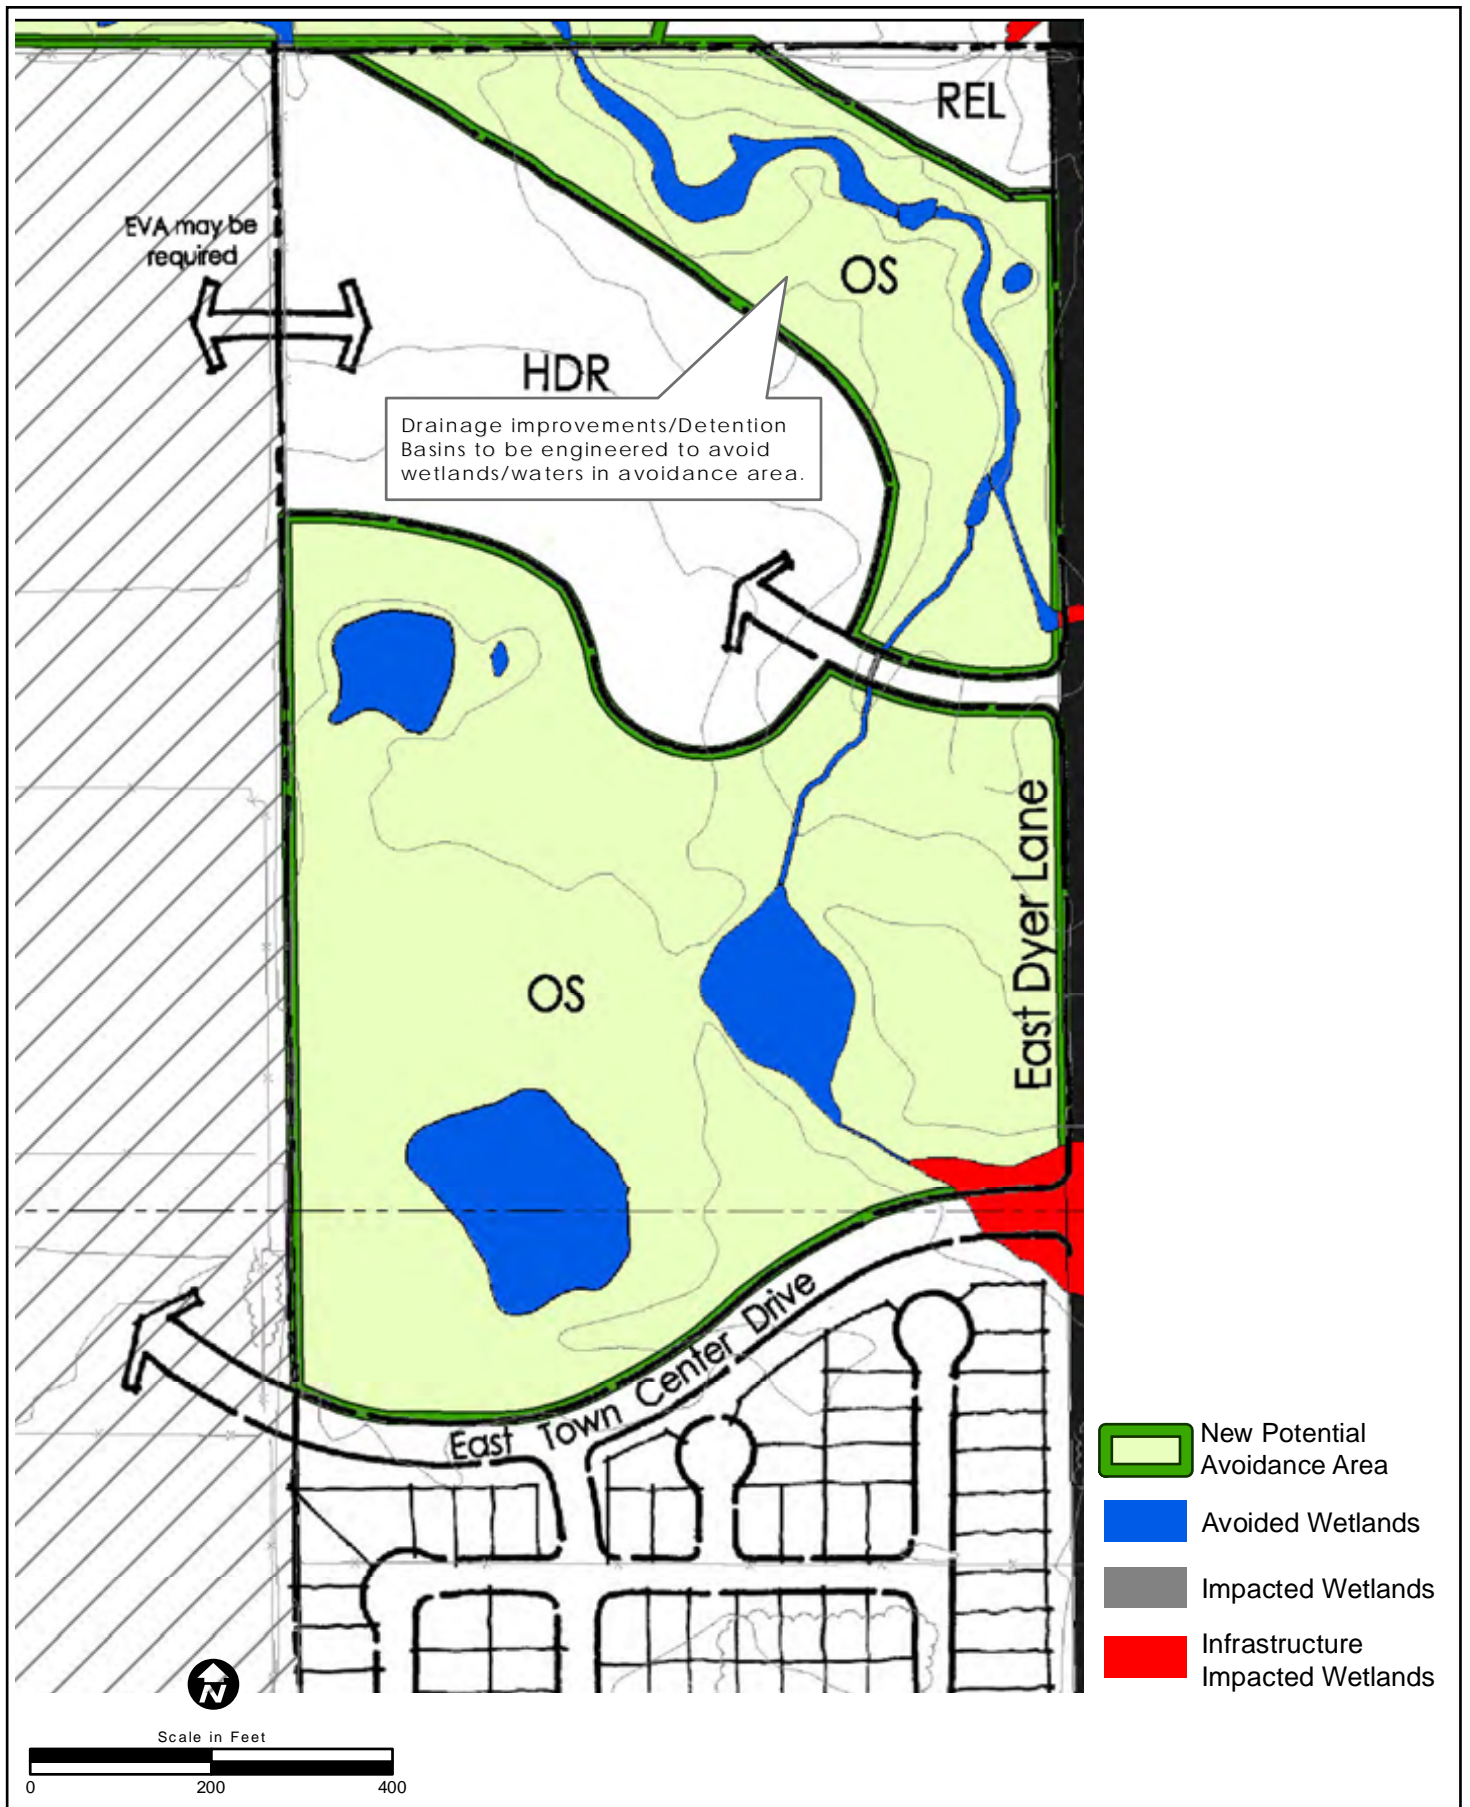 REL
EVA may be
required
OS
HDR
Drainage improvements/Detention
Basins to be engineered to avoid
wetlands/waters in avoidance area.
East Dyer Lane
OS
East Town Center Drive
New Potential
Avoidance Area
Avoided Wetlands
Impacted Wetlands
Infrastructure
Impacted Wetlands
N
Scale in Feet
0 200 400